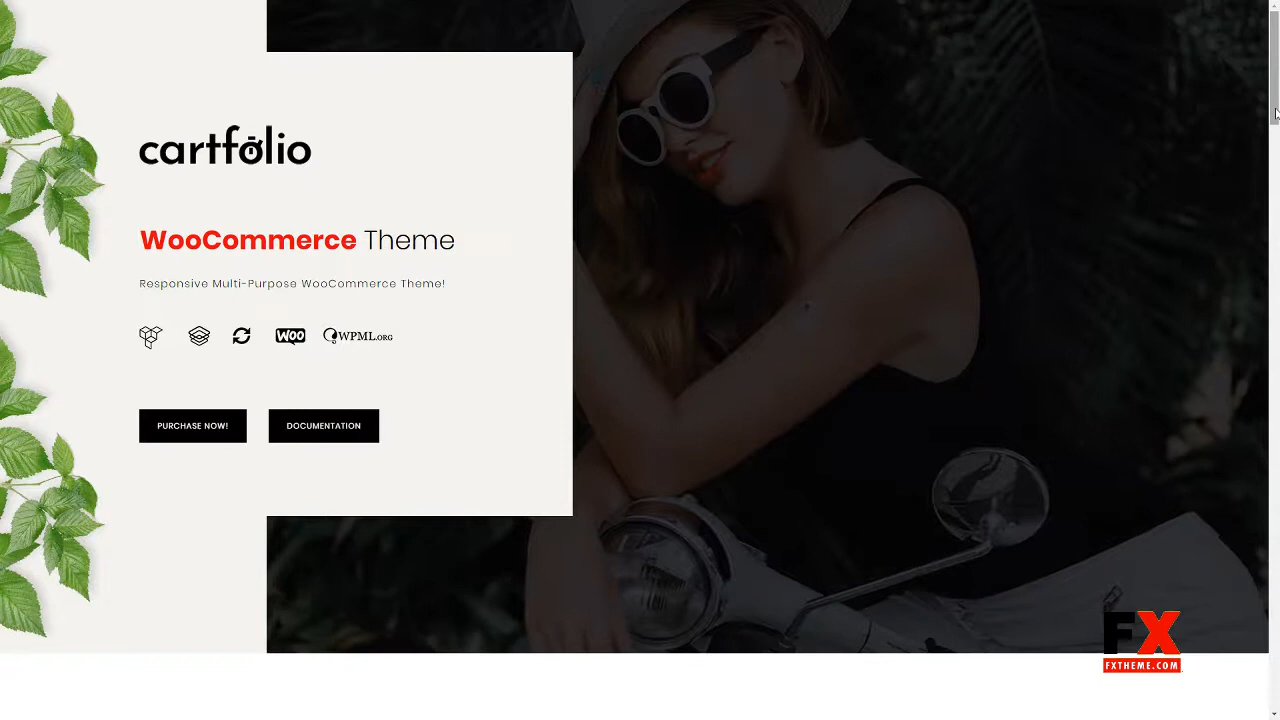 cartfolio
WooCommerce Theme
Responsive Multi-Purpose WooCommerce Theme!
WOO
WPML.ORG
PURCHASE NOW!
DOCUMENTATION
FX
FXTHEME.COM